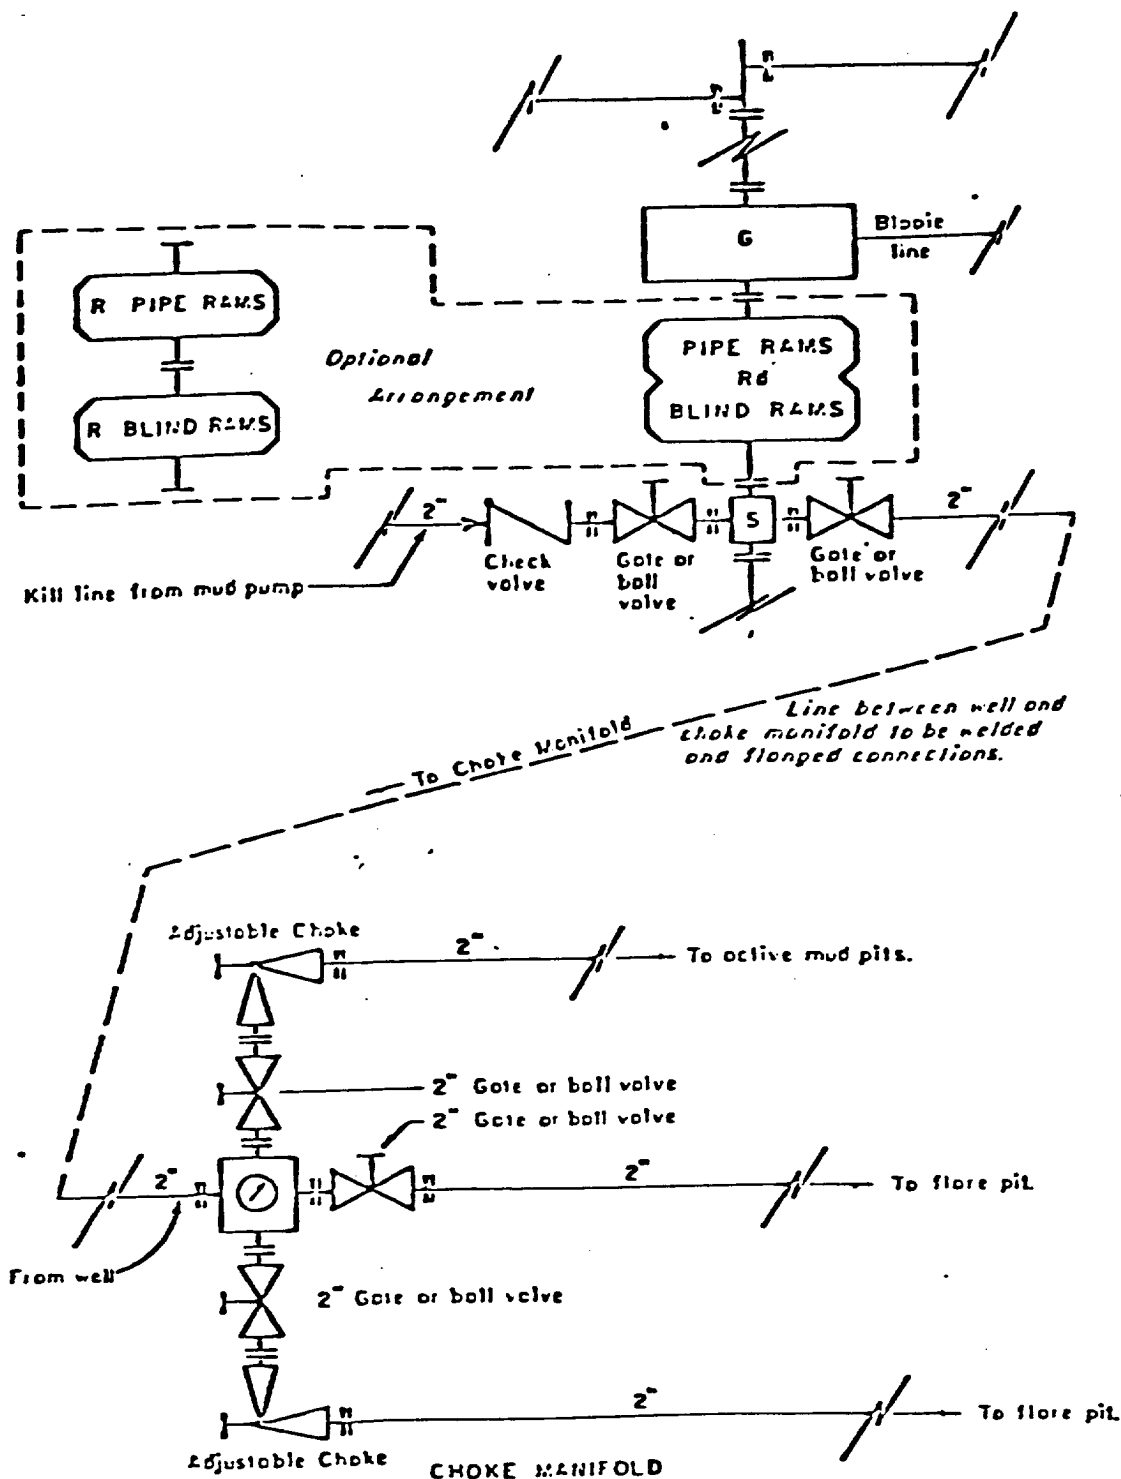 G
Blooie
line
R PIPE RAMS
R BLIND RAMS
Optional
Arrangement
PIPE RAMS
Rd
BLIND RAMS
2"
S
2"
Check
valve
Gate or
ball
valve
Gate or
ball valve
Kill line from mud pump
To Choke Manifold
Line between well and
choke manifold to be welded
and flanged connections.
Adjustable Choke
2"
To active mud pits.
2" Gate or ball valve
2" Gate or ball valve
2"
2"
To flare pit.
From well
2" Gate or ball valve
2"
To flare pit.
Adjustable Choke
CHOKE MANIFOLD